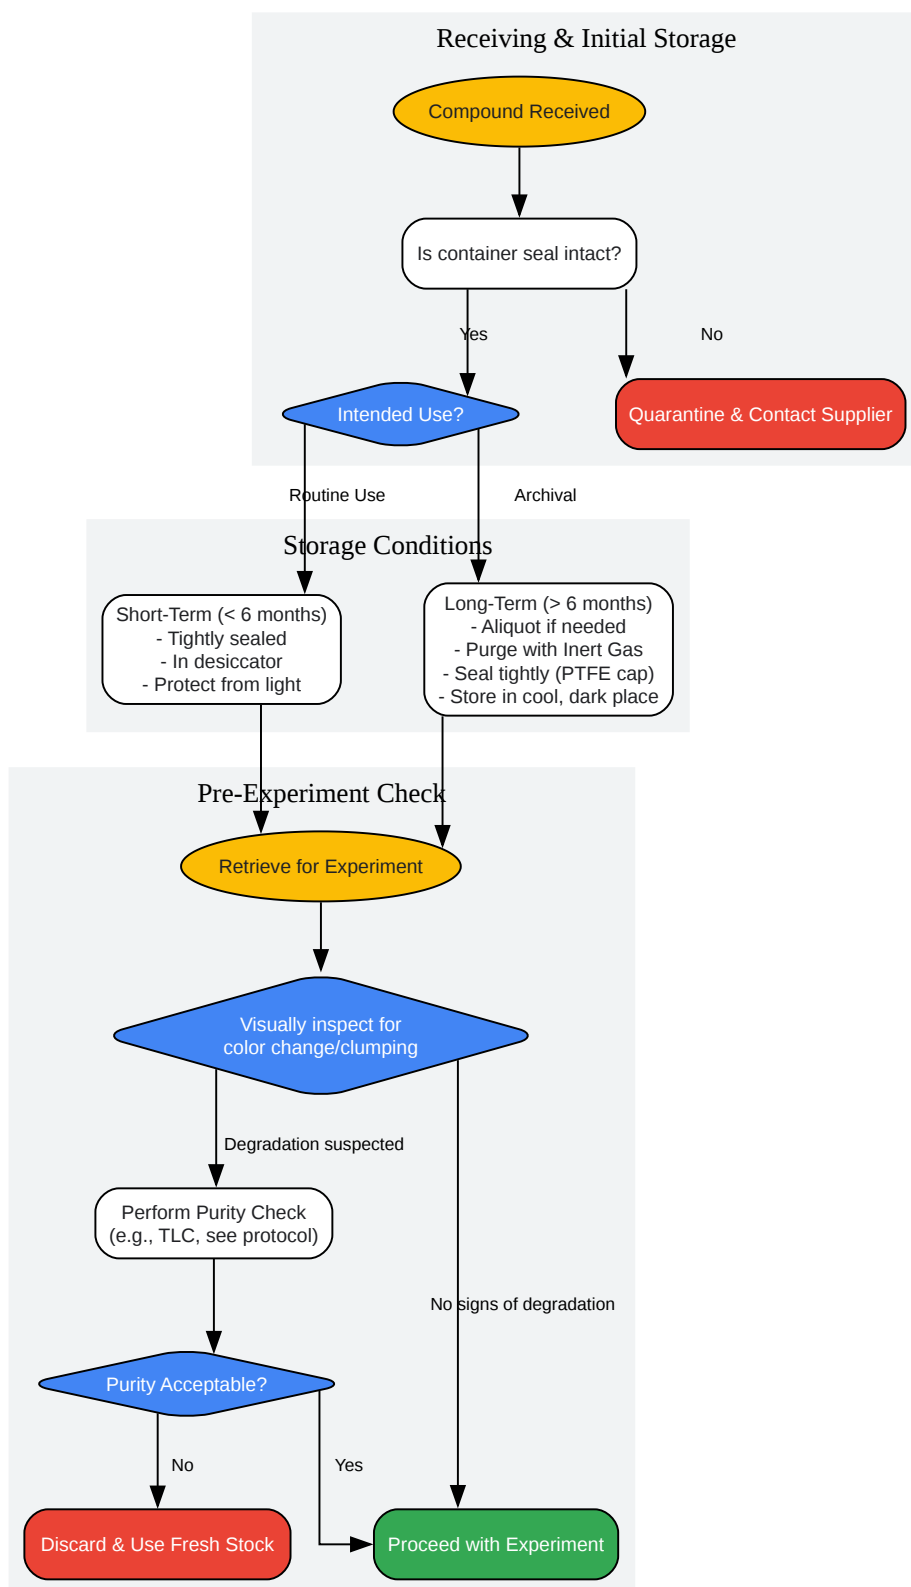 Receiving & Initial Storage
Compound Received
Is container seal intact?
Yes
No
Intended Use?
Quarantine & Contact Supplier
Routine Use
Archival
Storage Conditions
Short-Term (< 6 months)
- Tightly sealed
- In desiccator
- Protect from light
Long-Term (> 6 months)
- Aliquot if needed
- Purge with Inert Gas
- Seal tightly (PTFE cap)
- Store in cool, dark place
Pre-Experiment Check
Retrieve for Experiment
Visually inspect for
color change/clumping
Degradation suspected
Perform Purity Check
(e.g., TLC, see protocol)
No signs of degradation
Purity Acceptable?
No
Yes
Discard & Use Fresh Stock
Proceed with Experiment